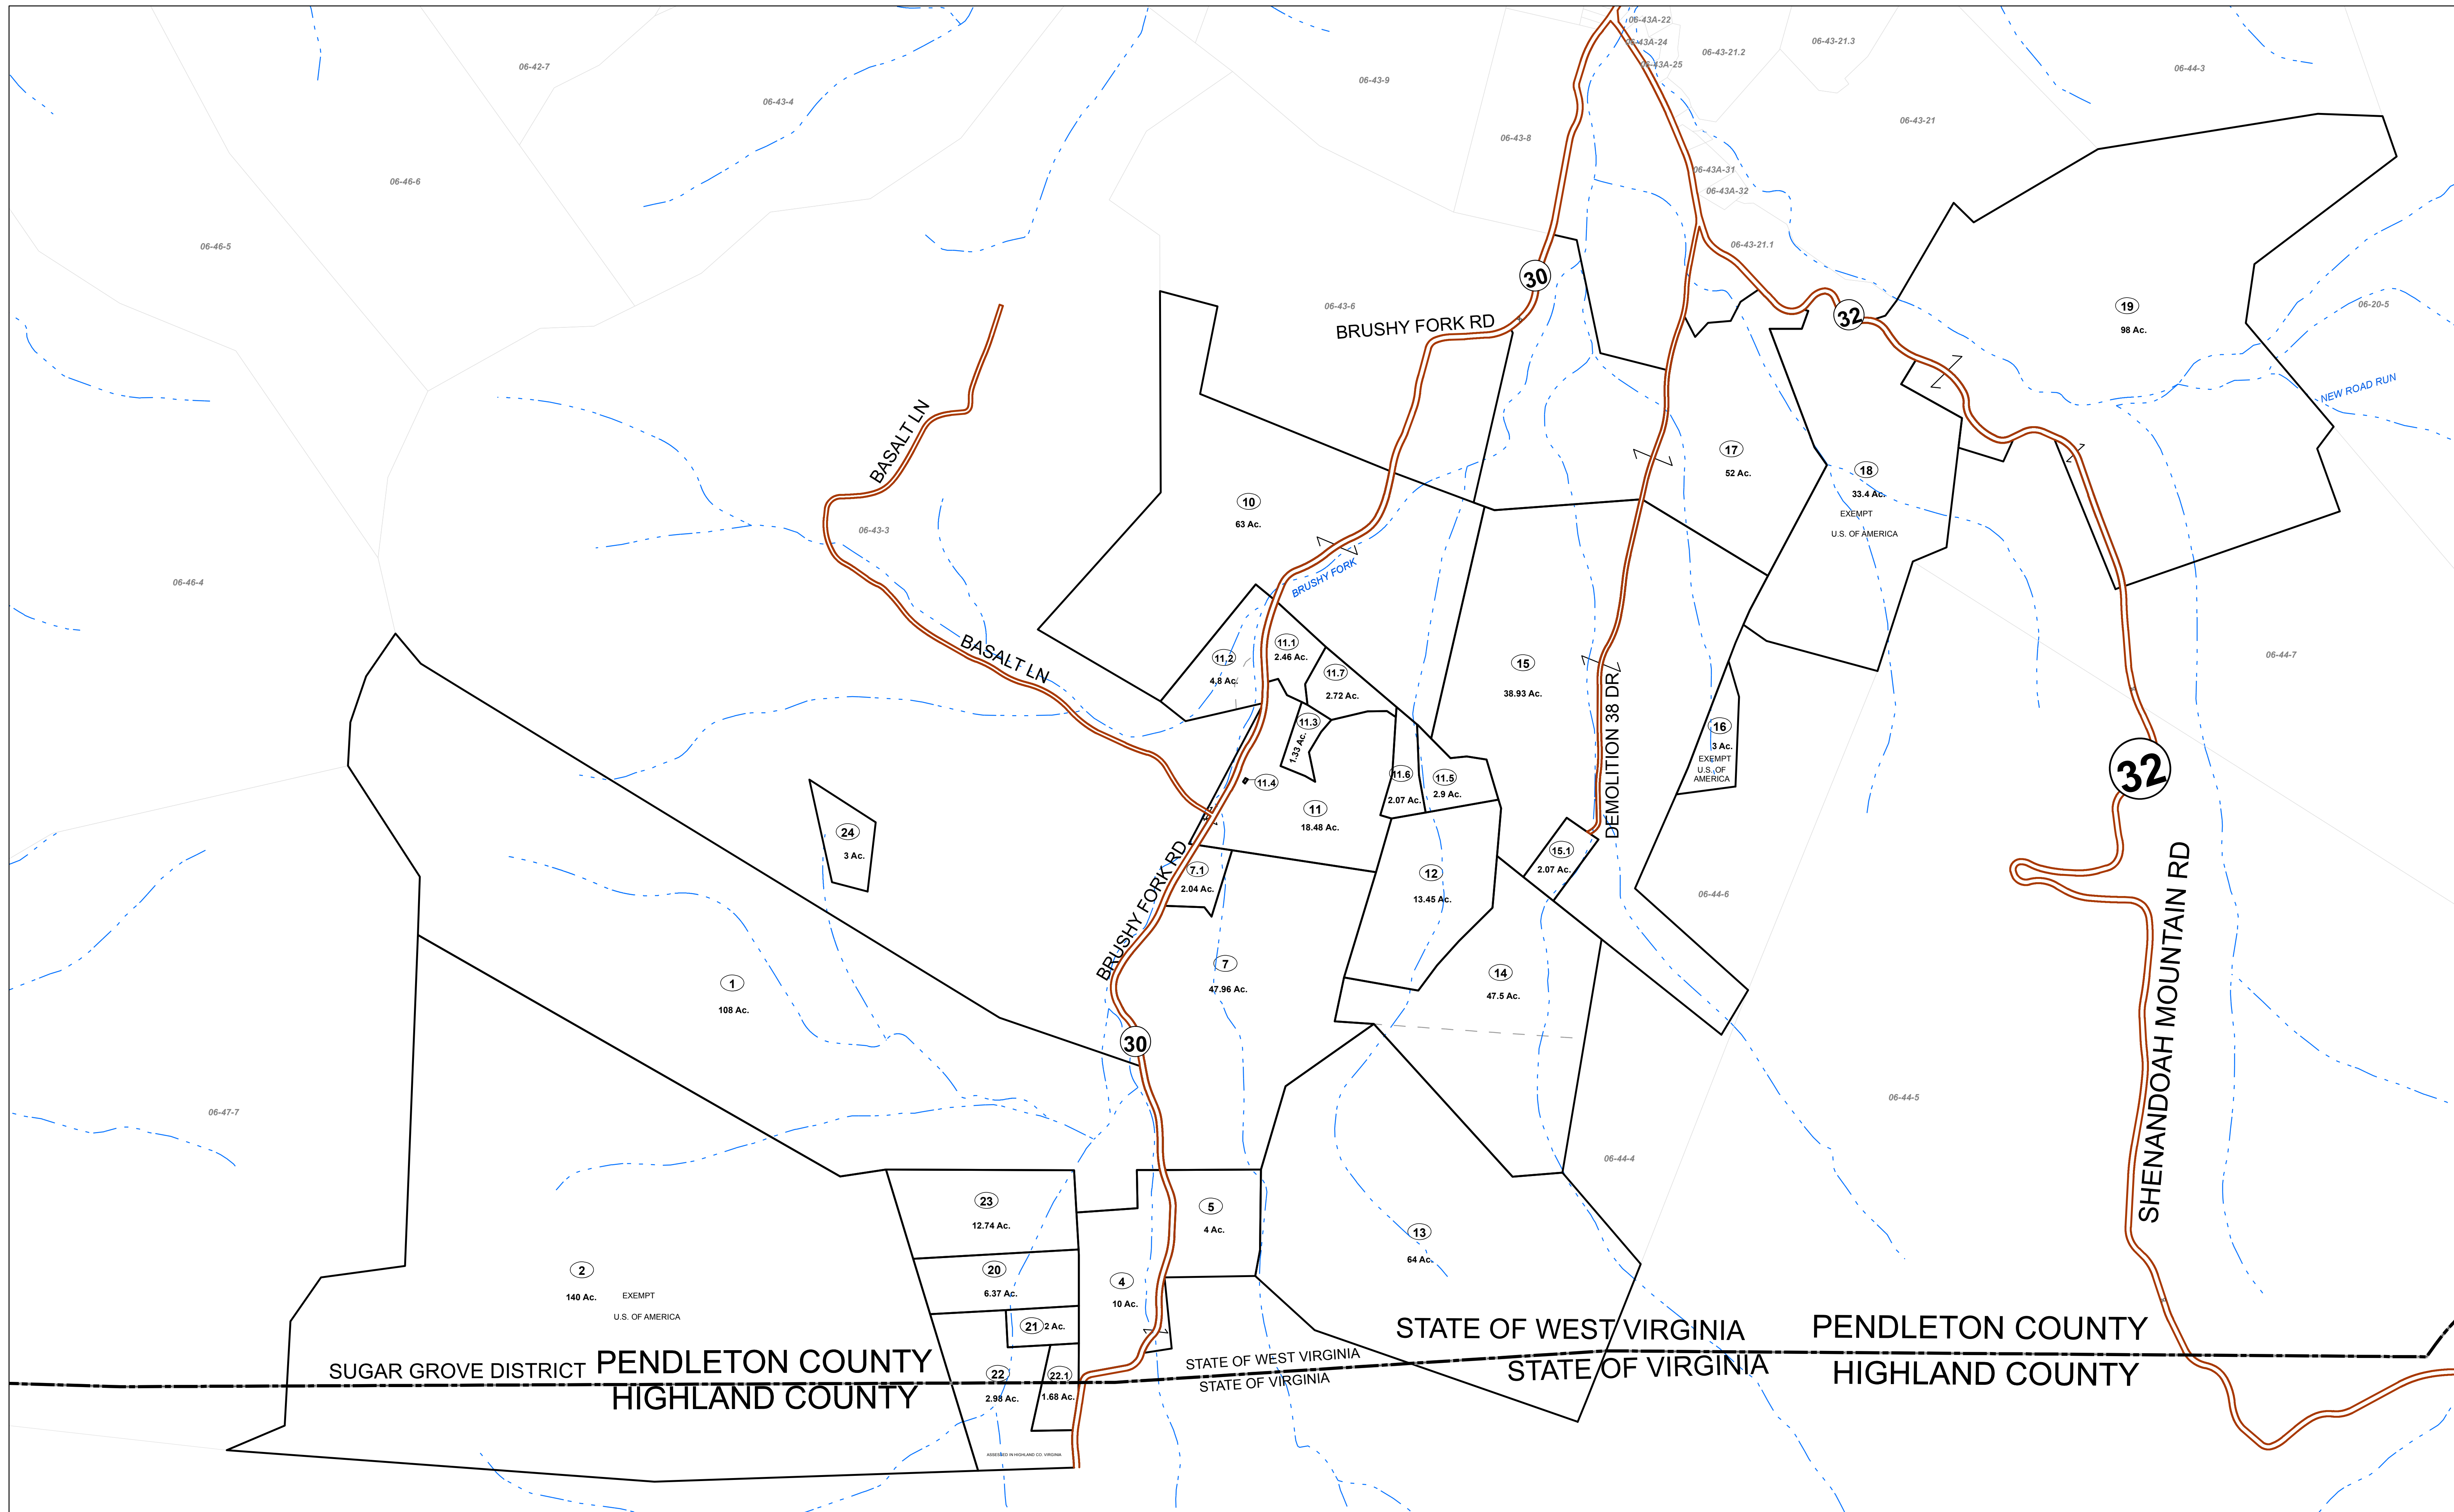 06-43A-22
06-43A-24
06-43-21.3
06-43-21.2
06-43A-25
06-42-7
06-44-3
06-43-9
06-43-4
06-43-21
06-43-8
06-43A-31
06-46-6
06-43A-32
06-43-21.1
06-46-5
30
06-43-6
19
06-20-5
32
BRUSHY FORK RD
98 Ac.
NEW ROAD RUN
BASALT LN
17
52 Ac.
18
33.4 Ac.
EXEMPT
U.S. OF AMERICA
10
63 Ac.
06-43-3
BRUSHY FORK
06-46-4
11.1
2.46 Ac.
BASALT LN
11.2
4.8 Ac.
11.7
2.72 Ac.
15
38.93 Ac.
06-44-7
11.3
1.33 Ac.
DEMOLITION 38 DR
16
3 Ac.
EXEMPT
U.S. OF
AMERICA
32
11.4
11.6
2.07 Ac.
11.5
2.9 Ac.
11
18.48 Ac.
24
3 Ac.
15.1
2.07 Ac.
7.1
2.04 Ac.
12
13.45 Ac.
06-44-6
BRUSHY FORK RD
SHENANDOAH MOUNTAIN RD
7
47.96 Ac.
14
47.5 Ac.
1
108 Ac.
30
06-44-5
06-47-7
06-44-4
23
12.74 Ac.
5
4 Ac.
13
64 Ac.
2
140 Ac.
EXEMPT
U.S. OF AMERICA
20
6.37 Ac.
4
10 Ac.
21
2 Ac.
STATE OF WEST VIRGINIA
PENDLETON COUNTY
STATE OF WEST VIRGINIA
SUGAR GROVE DISTRICT
PENDLETON COUNTY
STATE OF VIRGINIA
HIGHLAND COUNTY
STATE OF VIRGINIA
HIGHLAND COUNTY
22
2.98 Ac.
22.1
1.68 Ac.
ASSESSED IN HIGHLAND CO. VIRGINIA